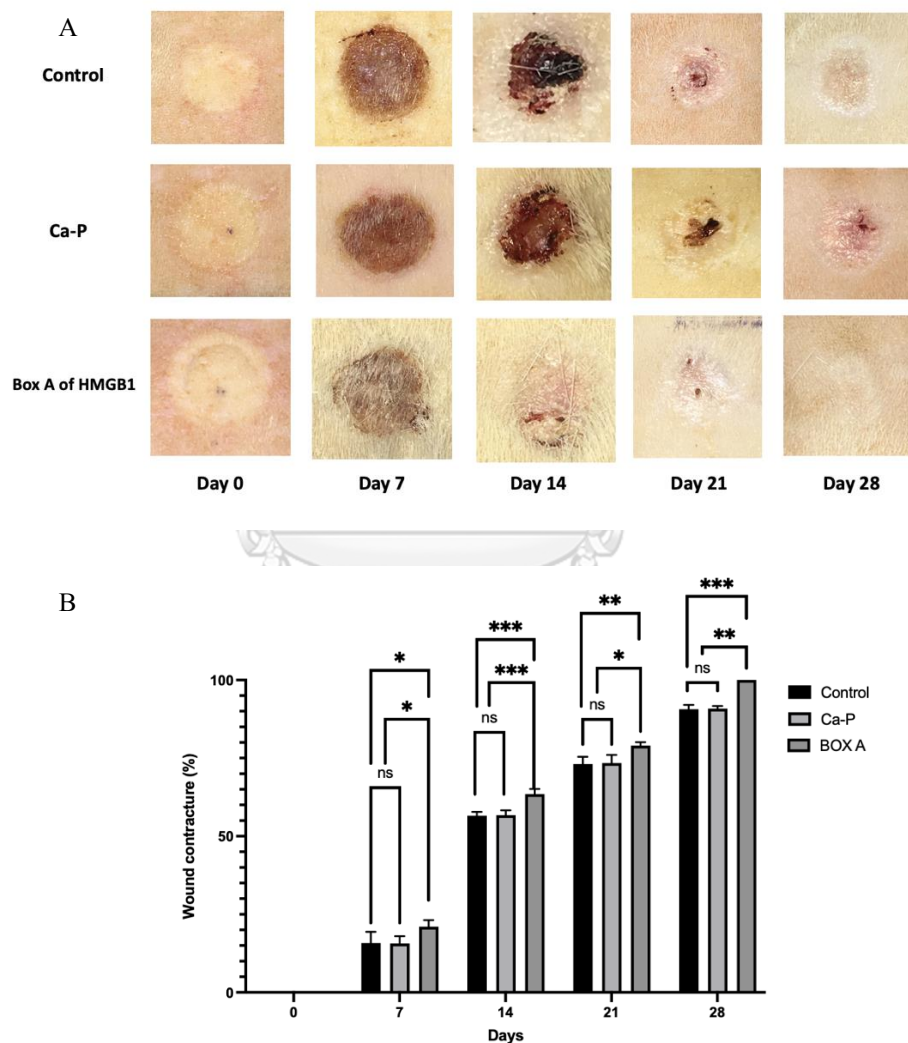 A
Control
Ca-P
Box A of HMGB1
Day 0 Day 7 Day 14 Day 21 Day 28
B
*** ** *** **
* *** * **
* ns ns ns
ns
Control
Ca-P
BOX A
100
50
0
Wound contracture (%)
0 7 14 21 28
Days